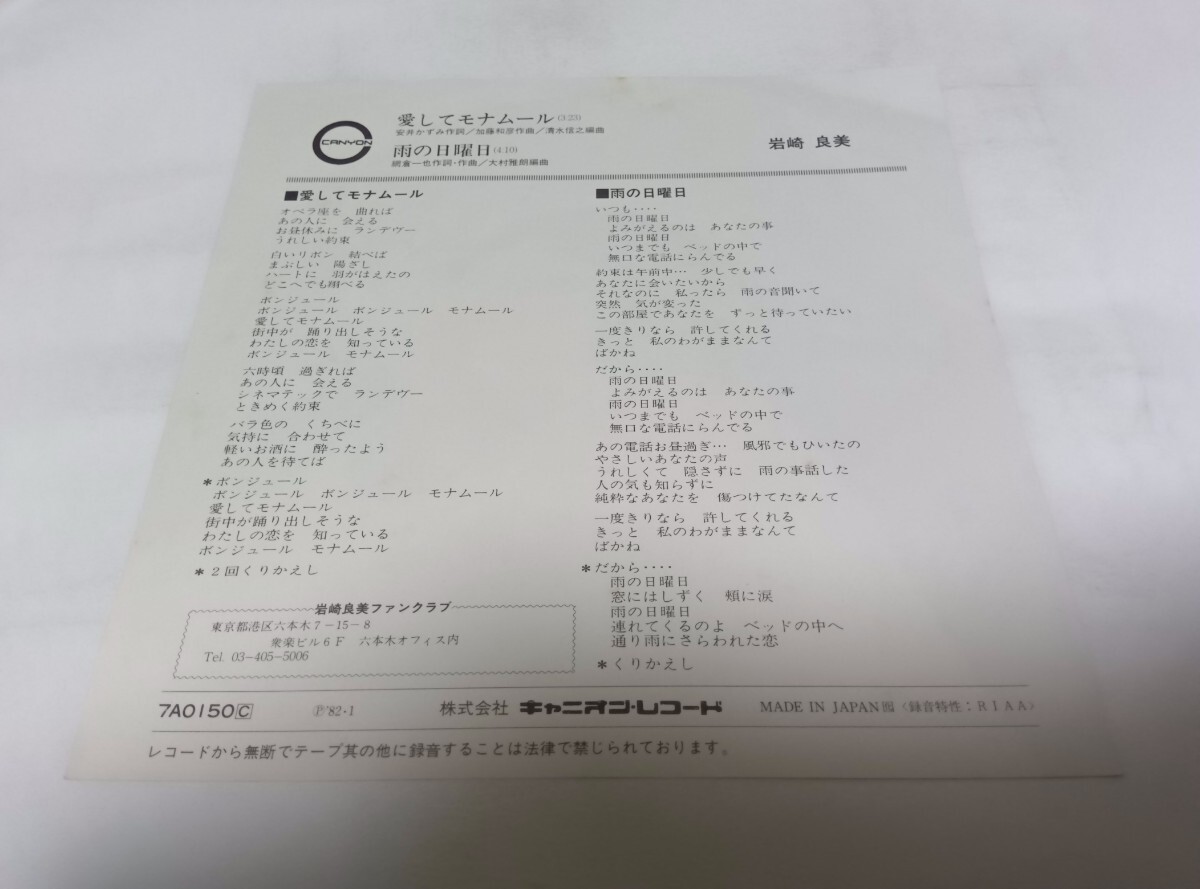 CANYON
愛してモナムール(3:23)
安井かずみ作詞／加藤和彦作曲／清水信之編曲
雨の日曜日(4:10)
網倉一也作詞・作曲／大村雅朗編曲
岩崎 良美
■愛してモナムール
オペラ座を 曲れば
あの人に 会える
お昼休みに ランデヴー
うれしい約束
白いリボン 結べば
まぶしい 陽ざし
ハートに 羽がはえたの
どこへでも翔べる
ボンジュール
ボンジュール ボンジュール モナムール
愛してモナムール
街中が 踊り出しそうな
わたしの恋を 知っている
ボンジュール モナムール
六時頃 過ぎれば
あの人に 会える
シネマテックで ランデヴー
ときめく約束
バラ色の くちべに
気持に 合わせて
軽いお酒に 酔ったよう
あの人を待てば
＊ボンジュール
ボンジュール ボンジュール モナムール
愛してモナムール
街中が踊り出しそうな
わたしの恋を 知っている
ボンジュール モナムール
＊２回くりかえし
■雨の日曜日
いつも‥‥
雨の日曜日
よみがえるのは あなたの事
雨の日曜日
いつまでも ベッドの中で
無口な電話にらんでる
約束は午前中… 少しでも早く
あなたに会いたいから
それなのに 私ったら 雨の音聞いて
突然 気が変った
この部屋であなたを ずっと待っていたい
一度きりなら 許してくれる
きっと 私のわがままなんて
ばかね
だから‥‥
雨の日曜日
よみがえるのは あなたの事
雨の日曜日
いつまでも ベッドの中で
無口な電話にらんでる
あの電話お昼過ぎ… 風邪でもひいたの
やさしいあなたの声
うれしくて 隠さずに 雨の事話した
人の気も知らずに
純粋なあなたを 傷つけてたなんて
一度きりなら 許してくれる
きっと 私のわがままなんて
ばかね
＊だから‥‥
雨の日曜日
窓にはしずく 頬に涙
雨の日曜日
連れてくるのよ ベッドの中へ
通り雨にさらわれた恋
＊くりかえし
岩崎良美ファンクラブ
東京都港区六本木７－15－８
衆楽ビル６Ｆ 六本木オフィス内
Tel. 03-405-5006
7A0150Ⓒ Ⓟ'82・1 株式会社 キャニオン・レコード MADE IN JAPAN <録音特性：ＲＩＡＡ>
レコードから無断でテープ其の他に録音することは法律で禁じられております。